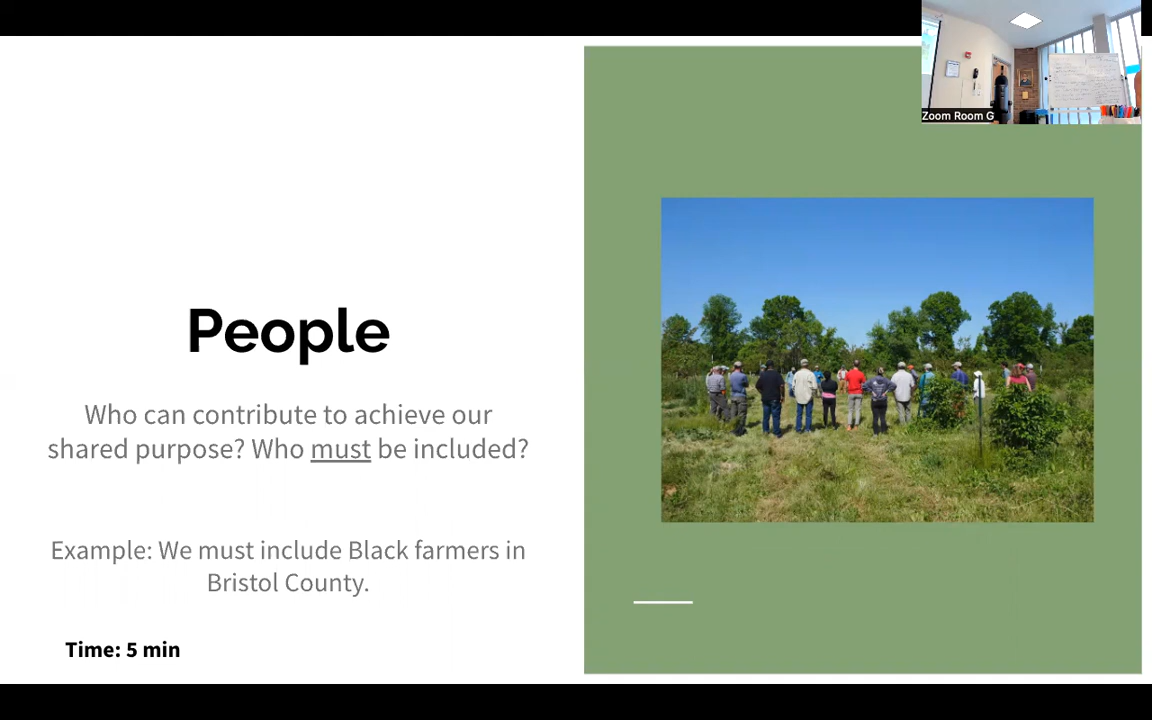 Zoom Room G
People
Who can contribute to achieve our
shared purpose? Who must be included?
Example: We must include Black farmers in
Bristol County.
Time: 5 min